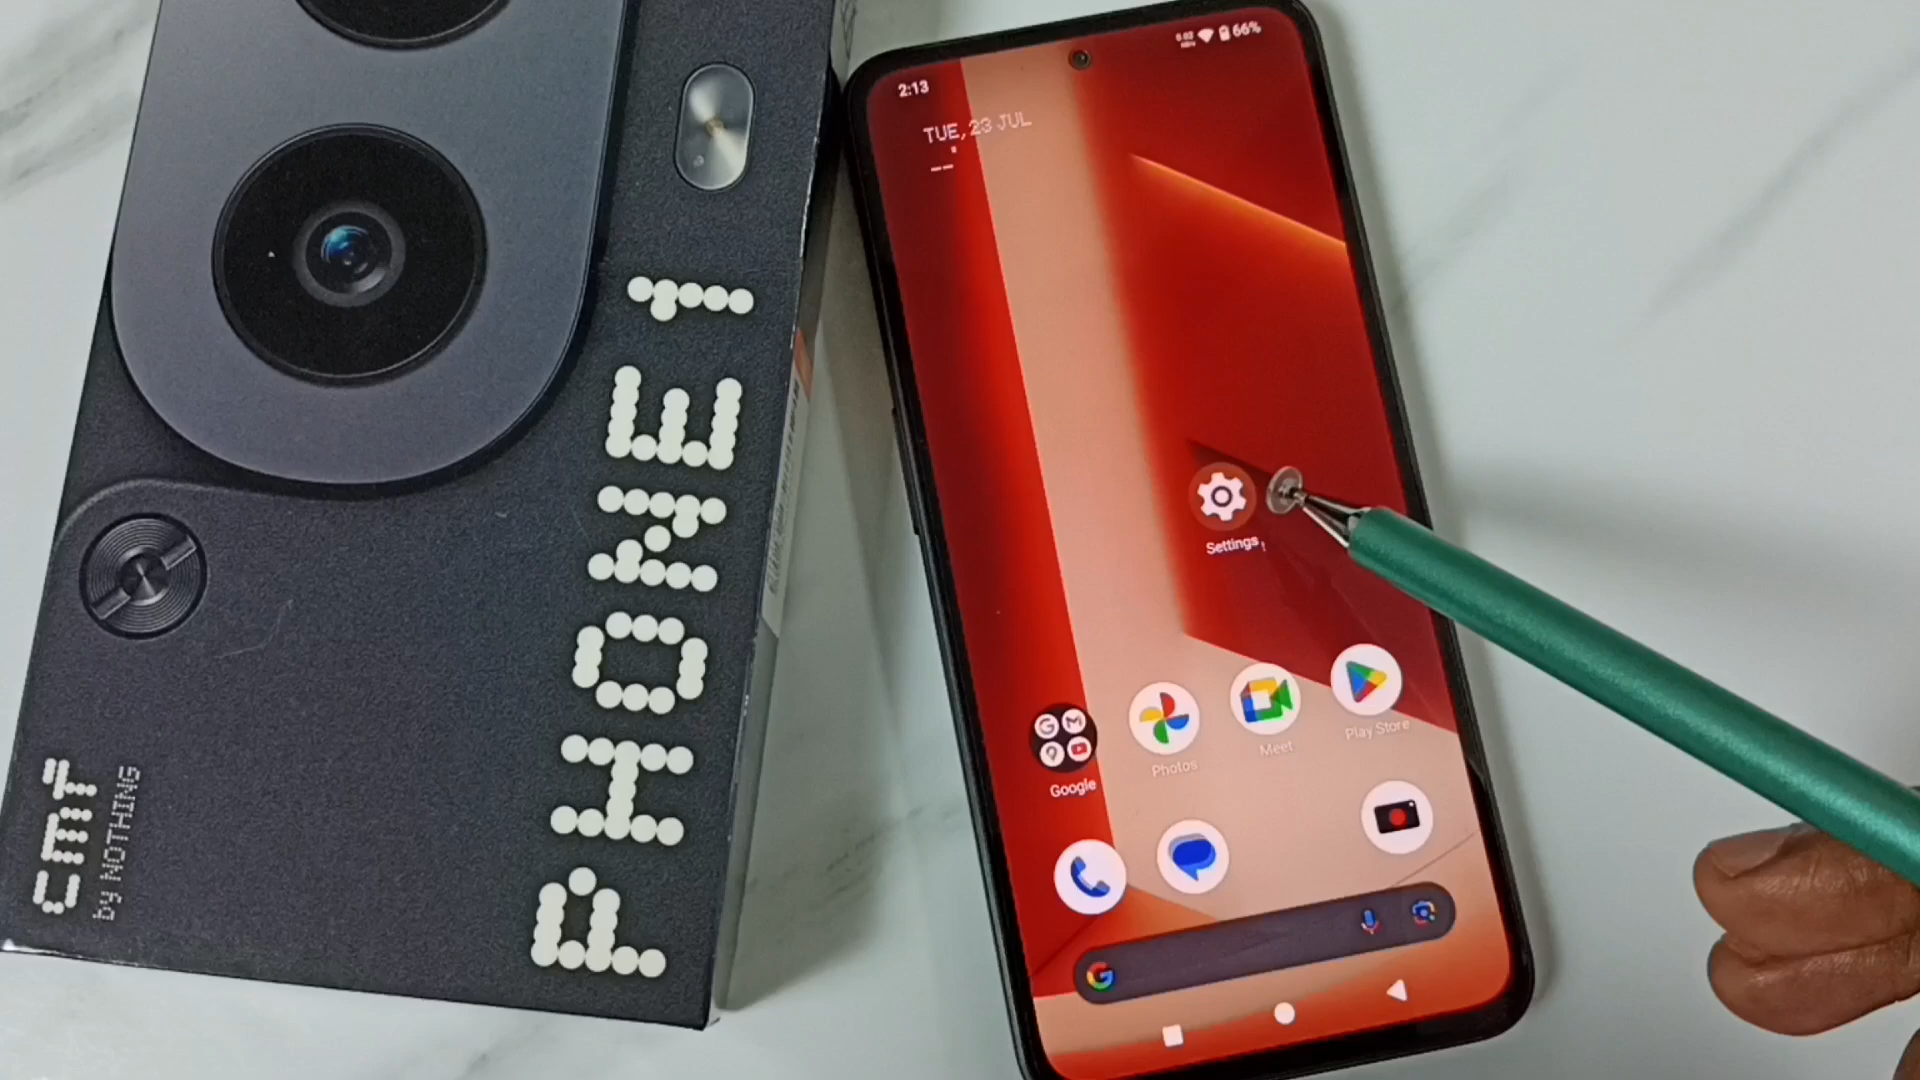 PHONE 1
cmf
by NOTHING
2:13
66%
TUE, 23 JUL
Settings
Google
Photos
Meet
Play Store